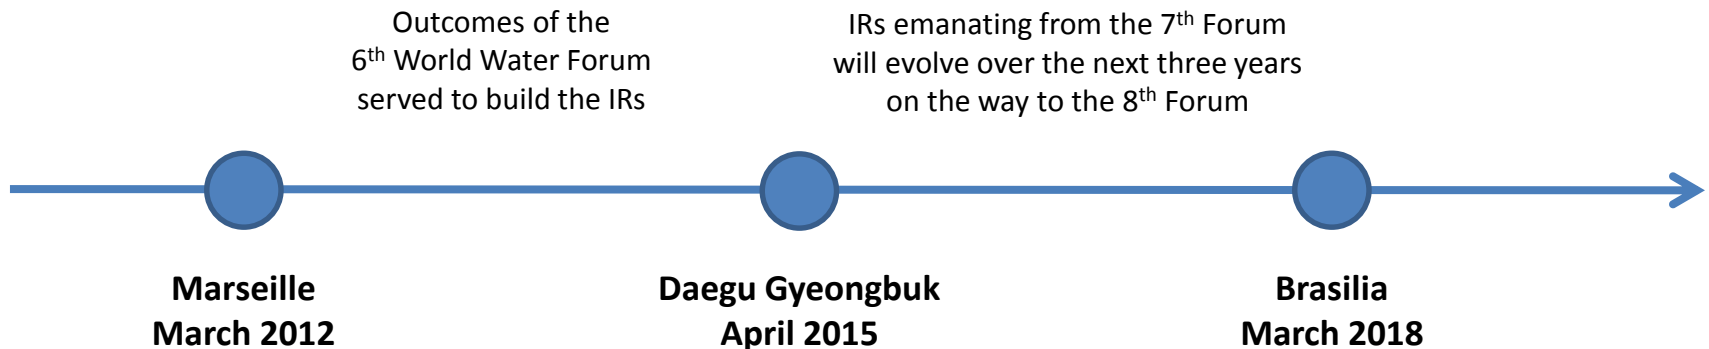 Outcomes of the
6th World Water Forum
served to build the IRs
IRs emanating from the 7th Forum
will evolve over the next three years
on the way to the 8th Forum
Marseille
March 2012
Daegu Gyeongbuk
April 2015
Brasilia
March 2018